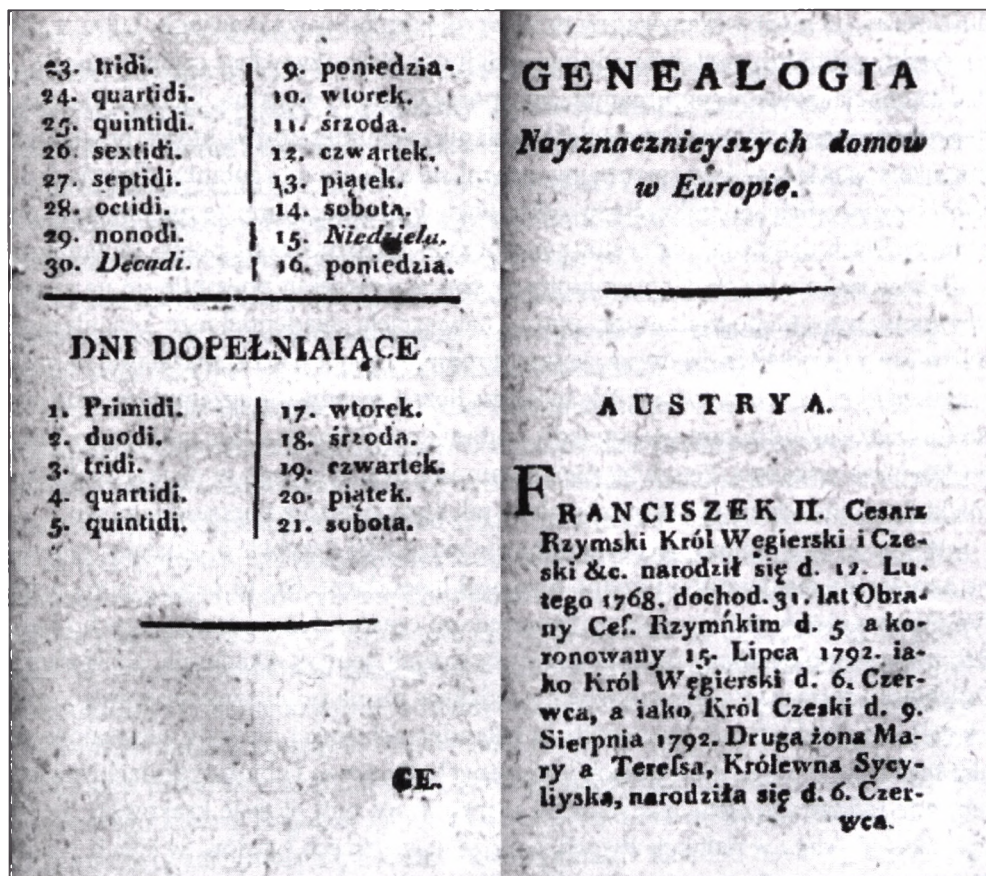 23. tridi. | 9. poniedzia-
24. quartidi. | 10. wtorek.
25. quintidi. | 11. śrzoda.
26. sextidi. | 12. czwartek.
27. septidi. | 13. piątek.
28. octidi. | 14. sobota.
29. nonodi. | 15. Niedziela.
30. Décadi. | 16. poniedzia.
DNI DOPEŁNIAIĄCE
1. Primidi. | 17. wtorek.
2. duodi. | 18. śrzoda.
3. tridi. | 19. czwartek.
4. quartidi. | 20. piątek.
5. quintidi. | 21. sobota.
GE.
GENEALOGIA
Nayznacznieyszych domow
w Europie.
AUSTRYA.
FRANCISZEK II. Cesarz
Rzymski Król Węgierski i Cze-
ski &c. narodził się d. 12. Lu-
tego 1768. dochod. 31. lat Obra-
ny Ceſ. Rzymńkim d. 5 a ko-
ronowany 15. Lipca 1792. ia-
ko Król Węgierski d. 6. Czer-
wca, a iako Król Czeski d. 9.
Sierpnia 1792. Druga żona Ma-
ry a Tereſsa, Królewna Sycy-
liyska, narodziła się d. 6. Czer-
wca.